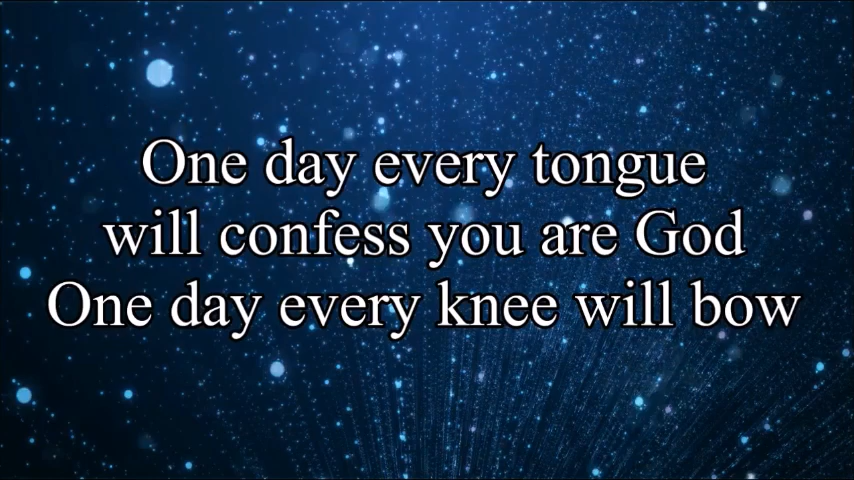 One day every tongue
will confess you are God
One day every knee will bow